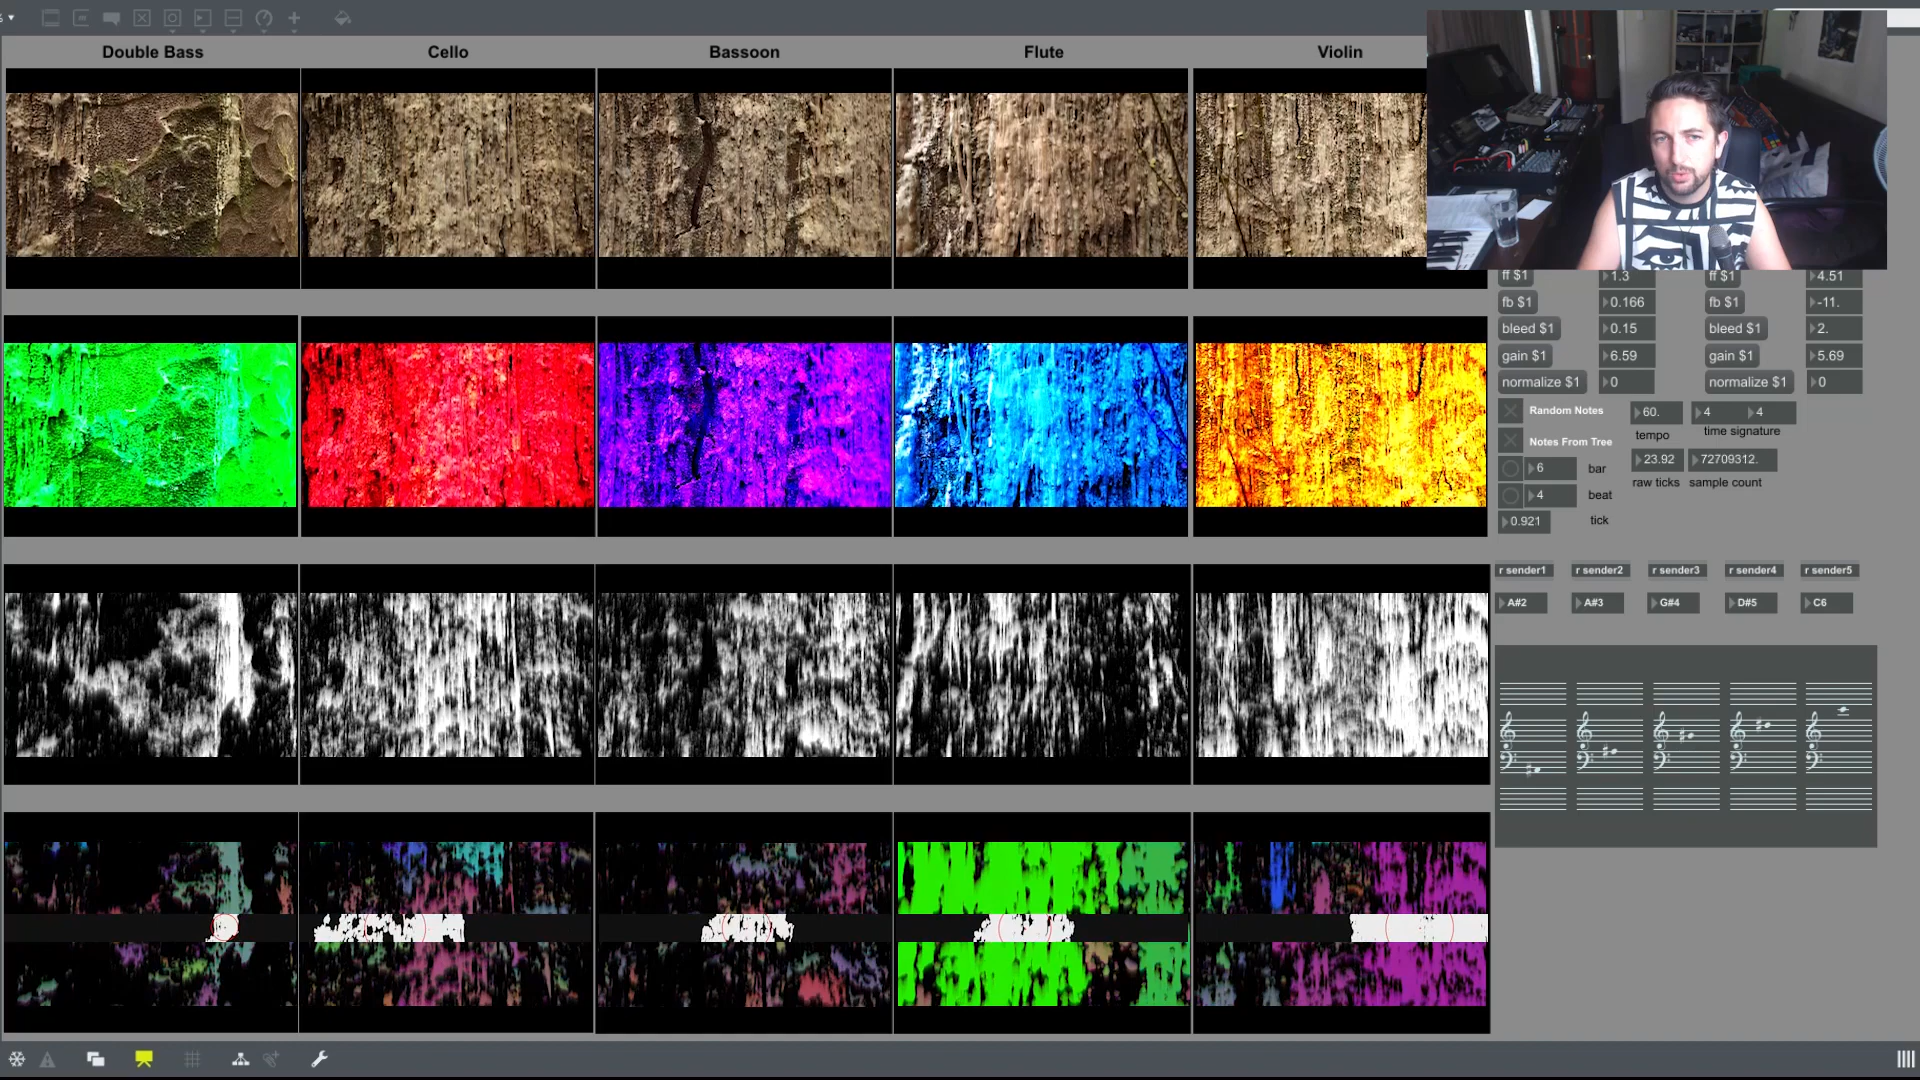 Double Bass Cello Bassoon Flute Violin
ff $1 1.3 ff $1 4.51
fb $1 0.166 fb $1 -11.
bleed $1 0.15 bleed $1 2.
gain $1 6.59 gain $1 5.69
normalize $1 0 normalize $1 0
Random Notes 60. 4 4
tempo time signature
Notes From Tree
23.92 72709312.
6 bar
raw ticks sample count
4 beat
0.921 tick
r sender1 r sender2 r sender3 r sender4 r sender5
A#2 A#3 G#4 D#5 C6